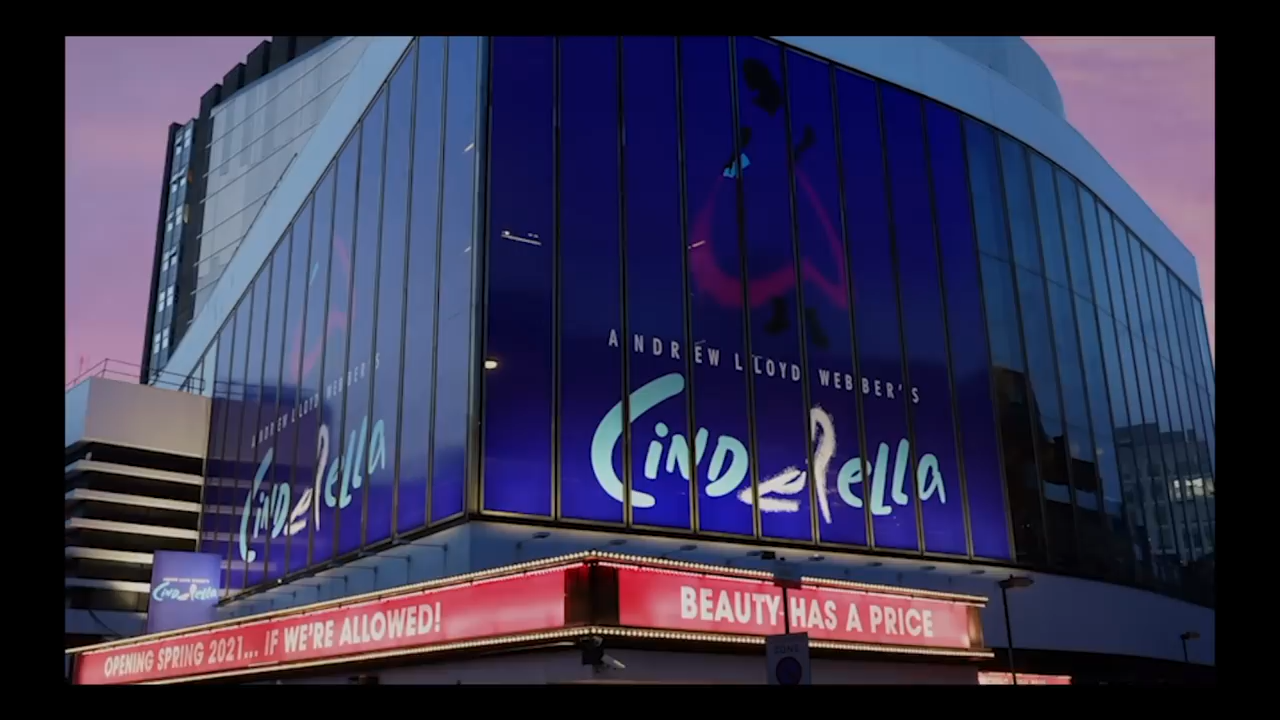 ANDREW LLOYD WEBBER'S
CINDERELLA
ANDREW LLOYD WEBBER'S
CINDERELLA
CINDERELLA
OPENING SPRING 2021... IF WE'RE ALLOWED!
BEAUTY HAS A PRICE
ZONE